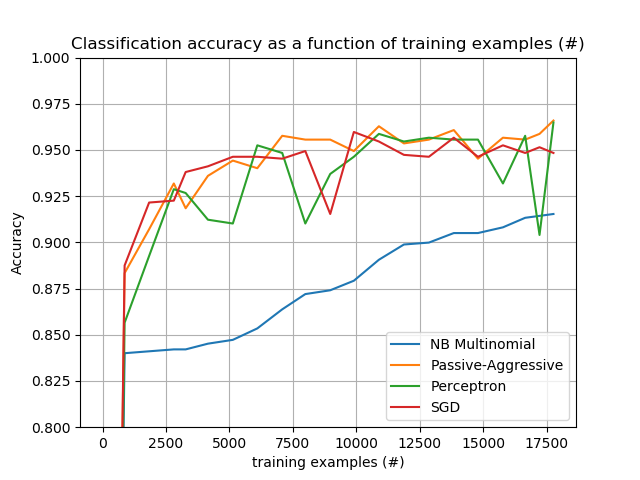 Classification accuracy as a function of training examples (#)
1.000
0.975
0.950
0.925
0.900
0.875
0.850
0.825
0.800
Accuracy
NB Multinomial
Passive-Aggressive
Perceptron
SGD
0 2500 5000 7500 10000 12500 15000 17500
training examples (#)